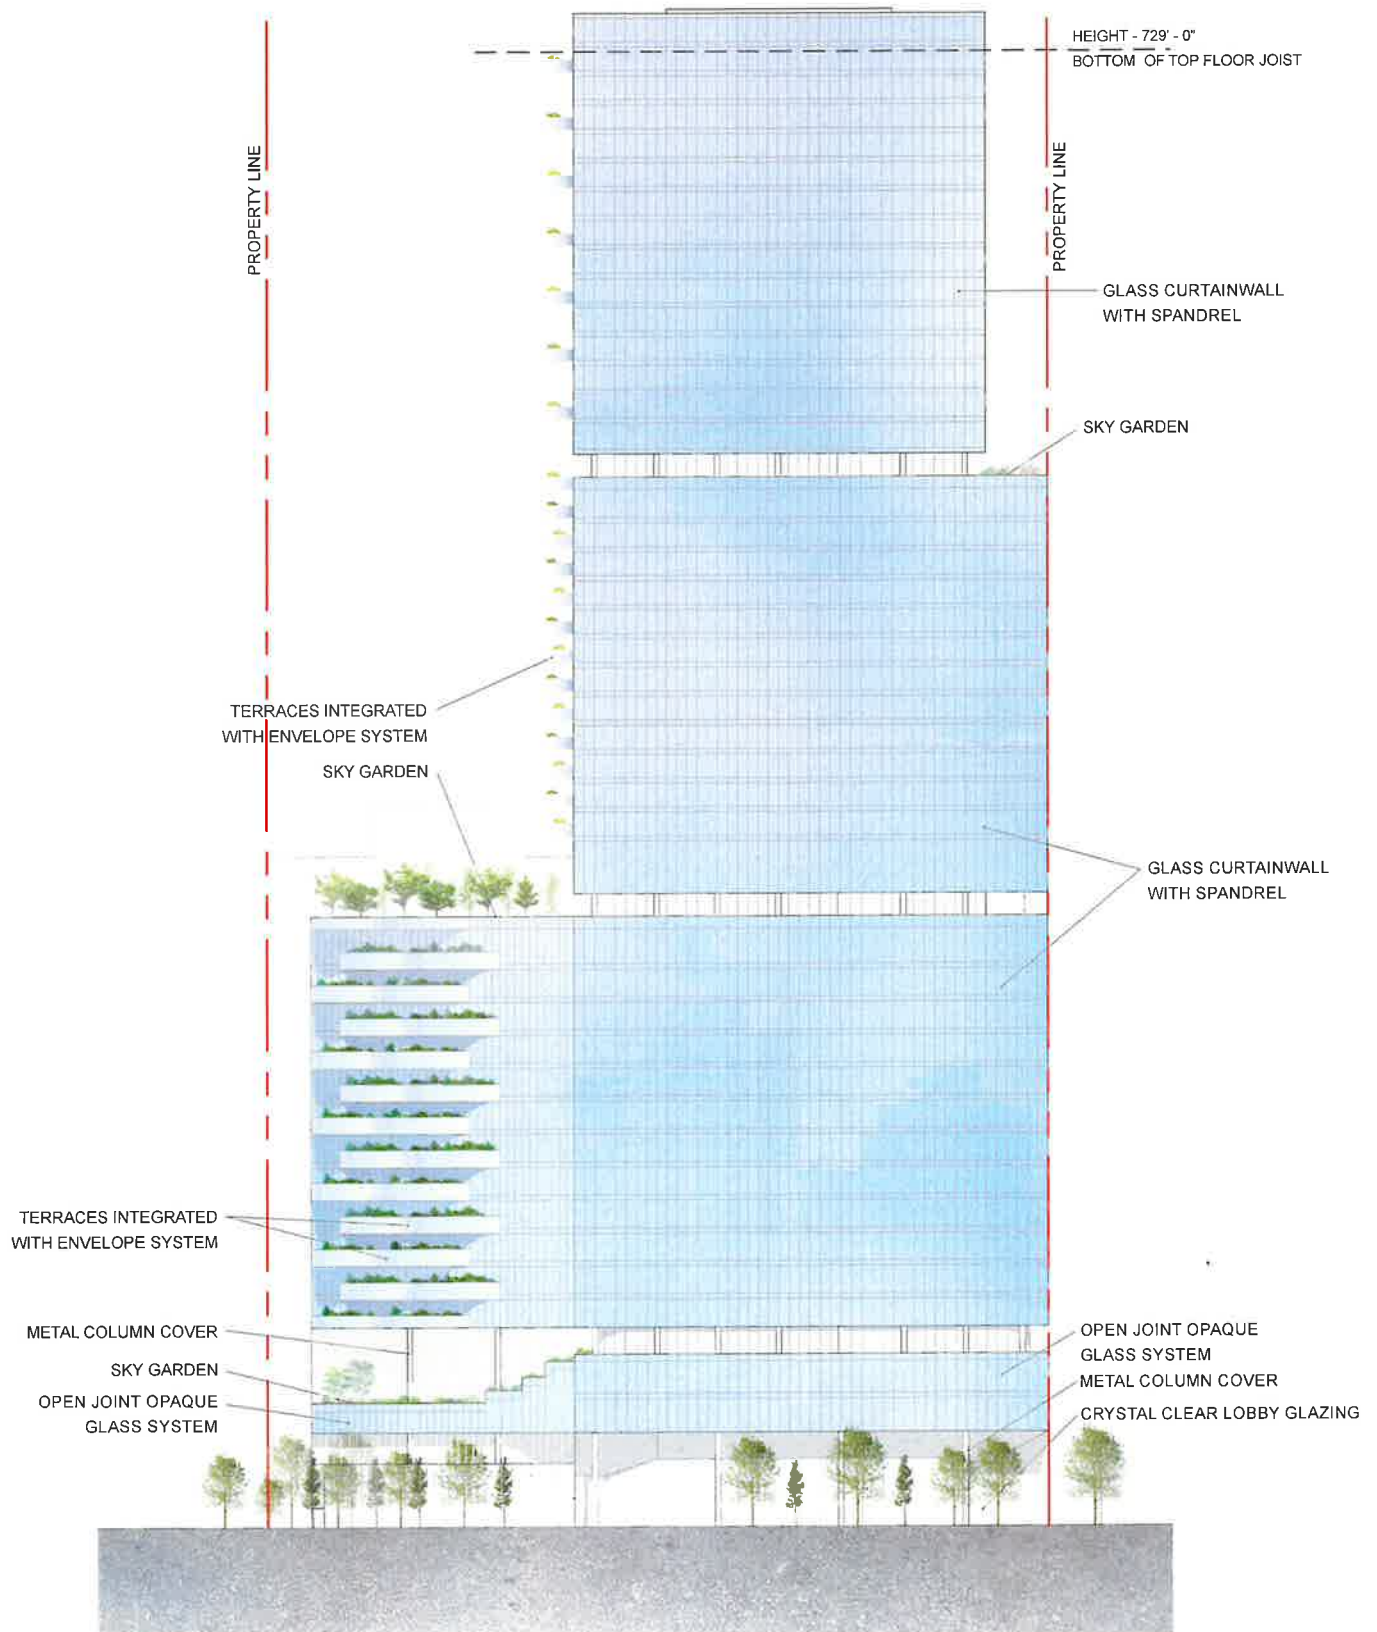 HEIGHT - 729' - 0"
BOTTOM OF TOP FLOOR JOIST
PROPERTY LINE
PROPERTY LINE
GLASS CURTAINWALL
WITH SPANDREL
SKY GARDEN
TERRACES INTEGRATED
WITH ENVELOPE SYSTEM
SKY GARDEN
GLASS CURTAINWALL
WITH SPANDREL
TERRACES INTEGRATED
WITH ENVELOPE SYSTEM
METAL COLUMN COVER
SKY GARDEN
OPEN JOINT OPAQUE
GLASS SYSTEM
OPEN JOINT OPAQUE
GLASS SYSTEM
METAL COLUMN COVER
CRYSTAL CLEAR LOBBY GLAZING